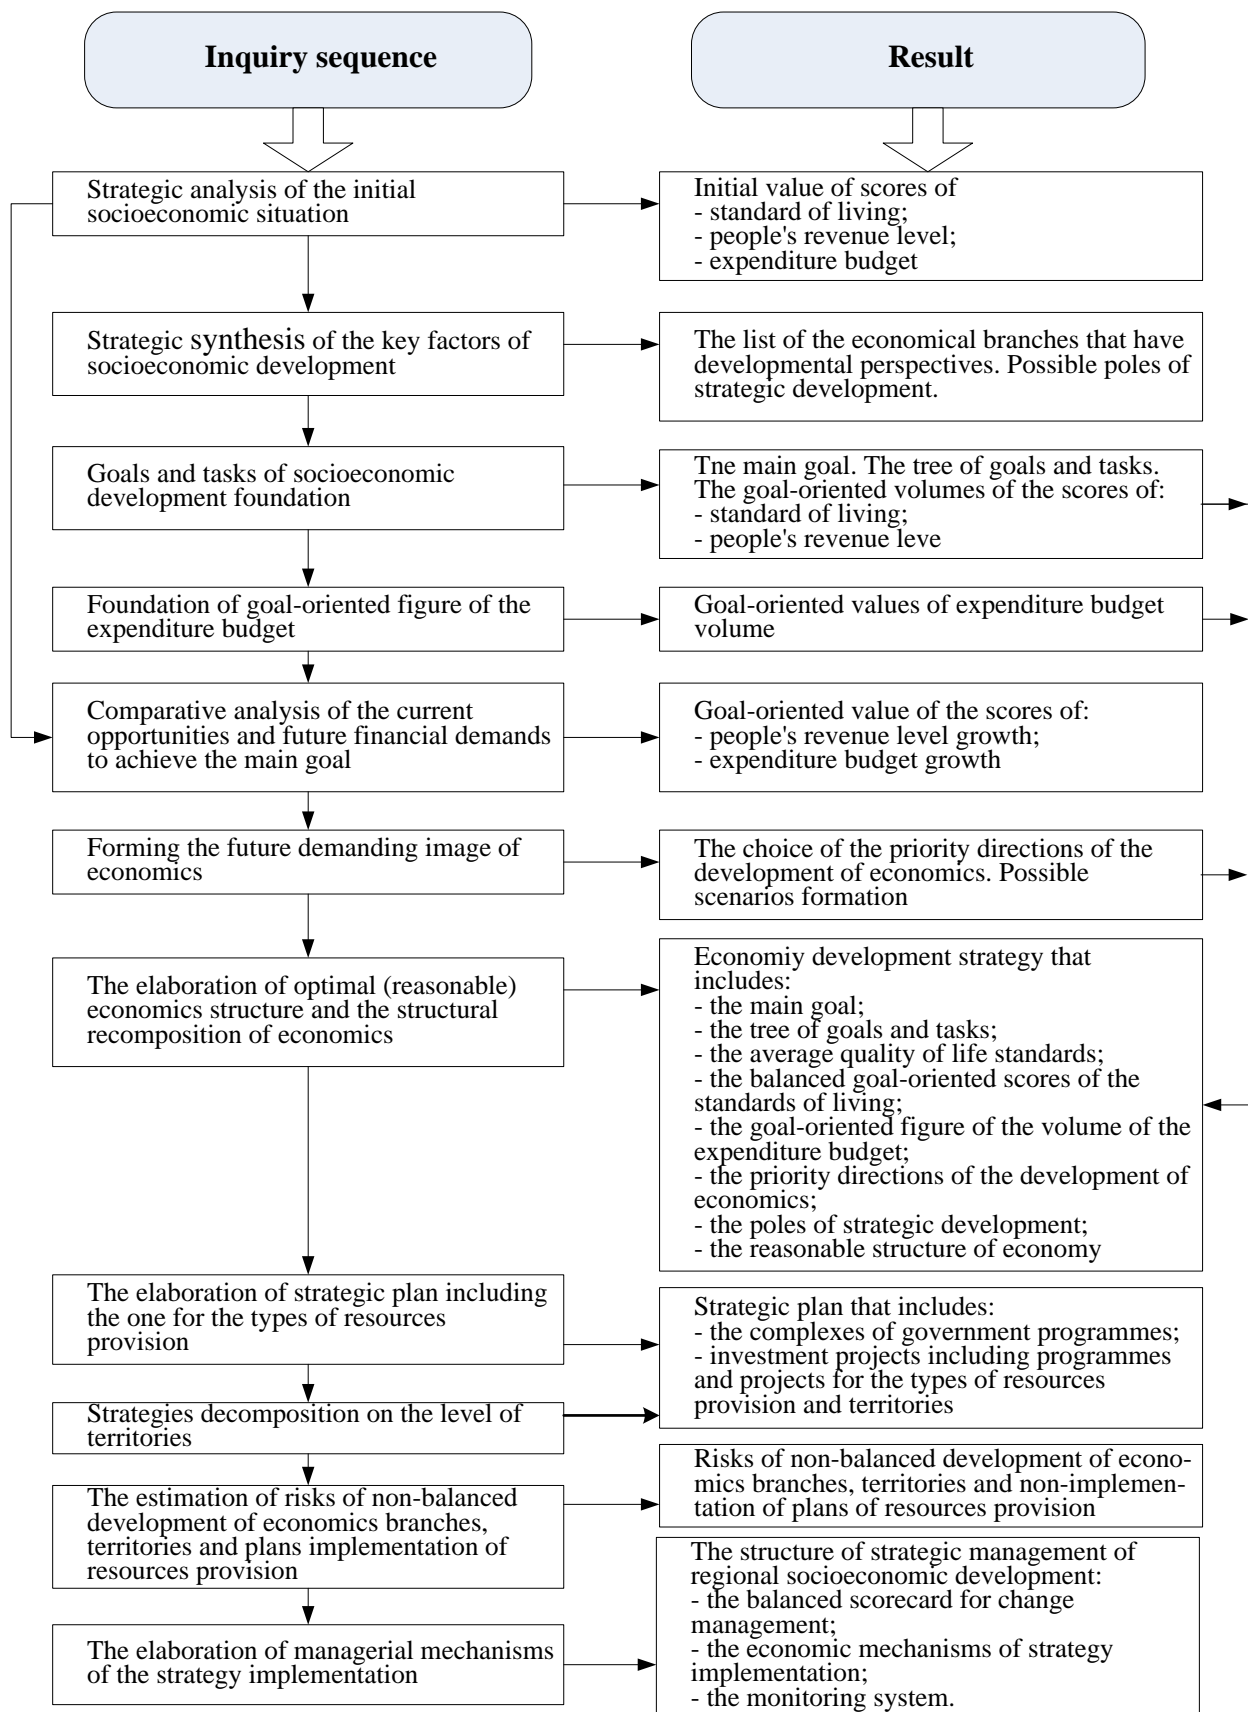 Inquiry sequence
Result
Strategic analysis of the initial
socioeconomic situation
Initial value of scores of
- standard of living;
- people's revenue level;
- expenditure budget
Strategic synthesis of the key factors of
socioeconomic development
The list of the economical branches that have
developmental perspectives. Possible poles of
strategic development.
Goals and tasks of socioeconomic
development foundation
Tne main goal. The tree of goals and tasks.
The goal-oriented volumes of the scores of:
- standard of living;
- people's revenue leve
Foundation of goal-oriented figure of the
expenditure budget
Goal-oriented values of expenditure budget
volume
Comparative analysis of the current
opportunities and future financial demands
to achieve the main goal
Goal-oriented value of the scores of:
- people's revenue level growth;
- expenditure budget growth
Forming the future demanding image of
economics
The choice of the priority directions of the
development of economics. Possible
scenarios formation
The elaboration of optimal (reasonable)
economics structure and the structural
recomposition of economics
Economiy development strategy that
includes:
- the main goal;
- the tree of goals and tasks;
- the average quality of life standards;
- the balanced goal-oriented scores of the
standards of living;
- the goal-oriented figure of the volume of the
expenditure budget;
- the priority directions of the development of
economics;
- the poles of strategic development;
- the reasonable structure of economy
The elaboration of strategic plan including
the one for the types of resources
provision
Strategic plan that includes:
- the complexes of government programmes;
- investment projects including programmes
and projects for the types of resources
provision and territories
Strategies decomposition on the level of
territories
The estimation of risks of non-balanced
development of economics branches,
territories and plans implementation of
resources provision
Risks of non-balanced development of econo-
mics branches, territories and non-implemen-
tation of plans of resources provision
The elaboration of managerial mechanisms
of the strategy implementation
The structure of strategic management of
regional socioeconomic development:
- the balanced scorecard for change
management;
- the economic mechanisms of strategy
implementation;
- the monitoring system.